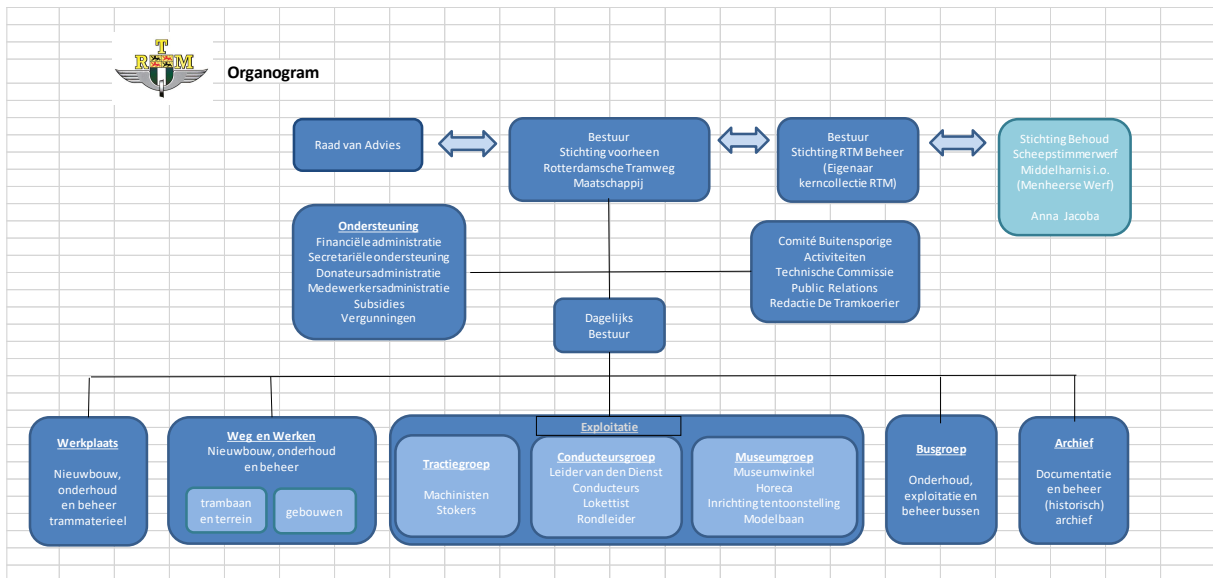 T
R T M
Organogram
Raad van Advies
Bestuur
Stichting voorheen
Rotterdamsche Tramweg
Maatschappij
Bestuur
Stichting RTM Beheer
(Eigenaar
kerncollectie RTM)
Stichting Behoud
Scheepstimmerwerf
Middelharnis i.o.
(Menheerse Werf)
Anna Jacoba
Ondersteuning
Financiële administratie
Secretariële ondersteuning
Donateursadministratie
Medewerkersadministratie
Subsidies
Vergunningen
Comité Buitensporige
Activiteiten
Technische Commissie
Public Relations
Redactie De Tramkoerier
Dagelijks
Bestuur
Werkplaats
Nieuwbouw,
onderhoud
en beheer
trammaterieel
Weg en Werken
Nieuwbouw, onderhoud
en beheer
trambaan
en terrein
gebouwen
Exploitatie
Tractiegroep
Machinisten
Stokers
Conducteursgroep
Leider van den Dienst
Conducteurs
Lokettist
Rondleider
Museumgroep
Museumwinkel
Horeca
Inrichting tentoonstelling
Modelbaan
Busgroep
Onderhoud,
exploitatie en
beheer bussen
Archief
Documentatie
en beheer
(historisch)
archief